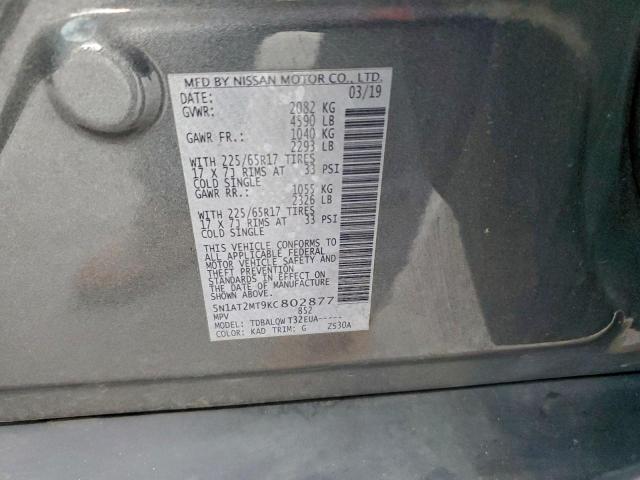 MFD BY NISSAN MOTOR CO., LTD.
DATE: 03/19
GVWR: 2082 KG
4590 LB
GAWR FR.: 1040 KG
2293 LB
WITH 225/65R17 TIRES
17 X 7J RIMS AT 33 PSI
COLD SINGLE
GAWR RR.: 1055 KG
2326 LB
WITH 225/65R17 TIRES
17 X 7J RIMS AT 33 PSI
COLD SINGLE
THIS VEHICLE CONFORMS TO
ALL APPLICABLE FEDERAL
MOTOR VEHICLE SAFETY AND
THEFT PREVENTION
STANDARDS IN EFFECT ON
THE DATE OF MANUFACTURE
SHOWN ABOVE.
5N1AT2MT9KC802877
MPV 852
MODEL: TDBALQW T32EUA-----
COLOR: KAD TRIM: G Z530A